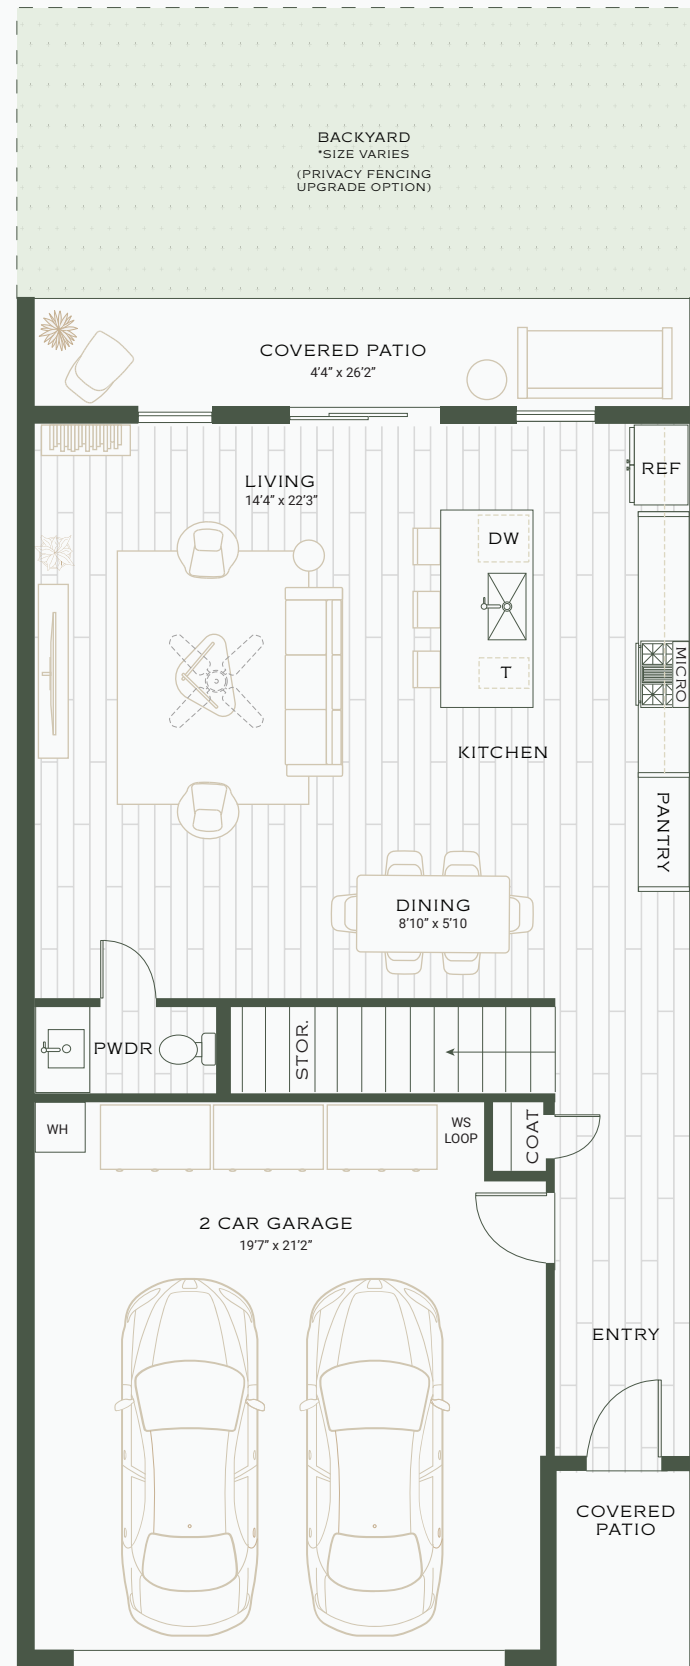 BACKYARD
*SIZE VARIES
(PRIVACY FENCING
UPGRADE OPTION)
COVERED PATIO
4'4" x 26'2"
REF
LIVING
14'4" x 22'3"
DW
MICRO
T
KITCHEN
PANTRY
DINING
8'10" x 5'10
PWDR
STOR.
WH
WS
LOOP
COAT
2 CAR GARAGE
19'7" x 21'2"
ENTRY
COVERED
PATIO